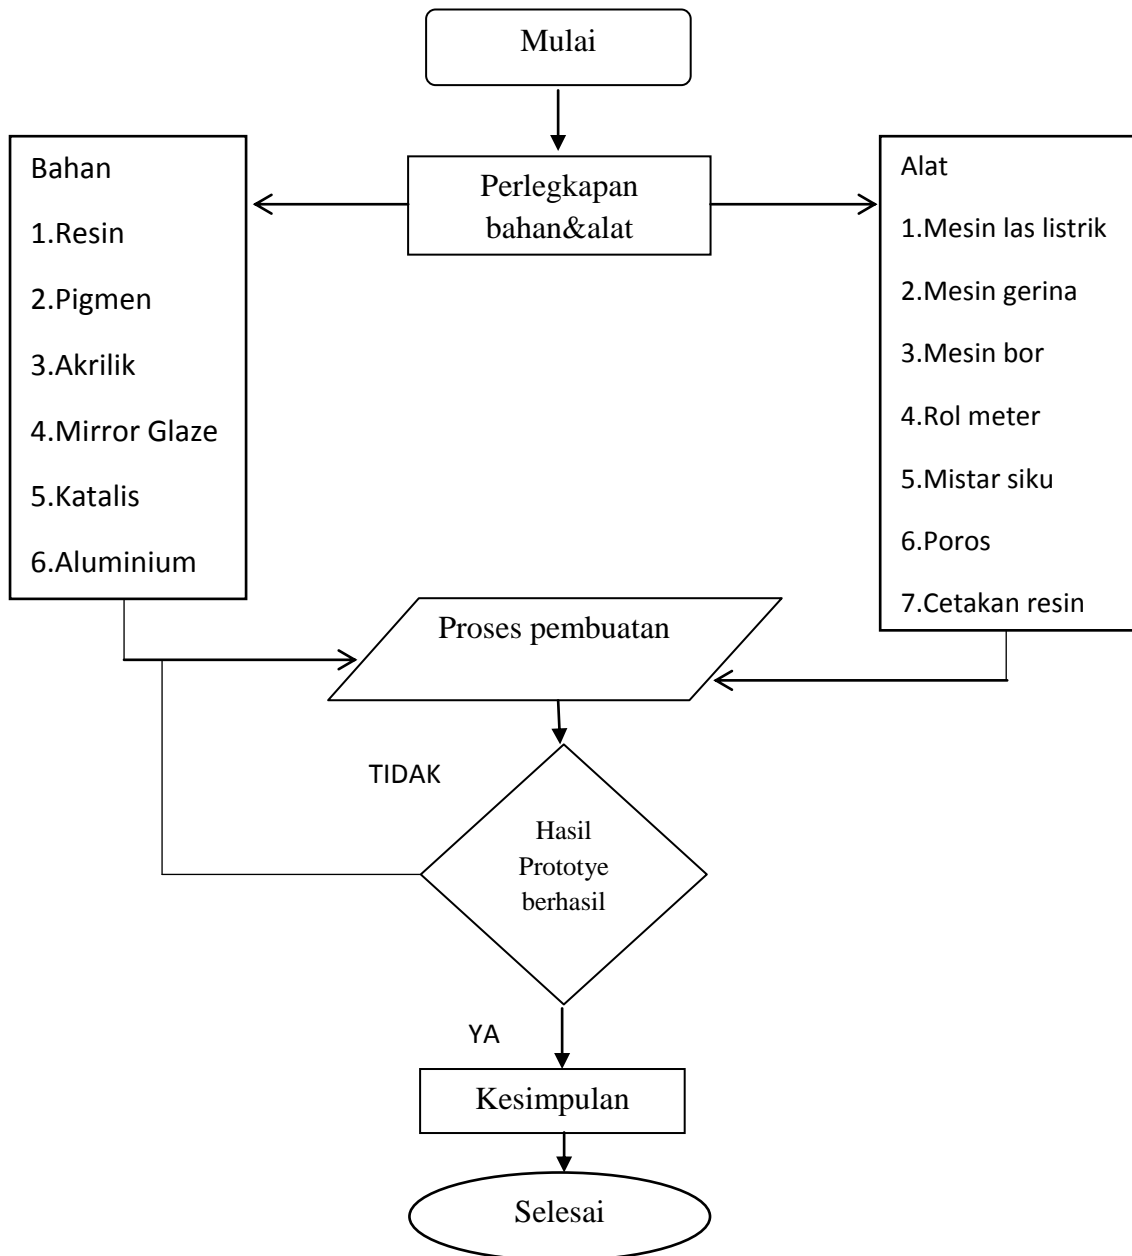 Mulai
Perlegkapan
bahan&alat
Bahan
1.Resin
2.Pigmen
3.Akrilik
4.Mirror Glaze
5.Katalis
6.Aluminium
Alat
1.Mesin las listrik
2.Mesin gerina
3.Mesin bor
4.Rol meter
5.Mistar siku
6.Poros
7.Cetakan resin
Proses pembuatan
TIDAK
Hasil
Prototye
berhasil
YA
Kesimpulan
Selesai